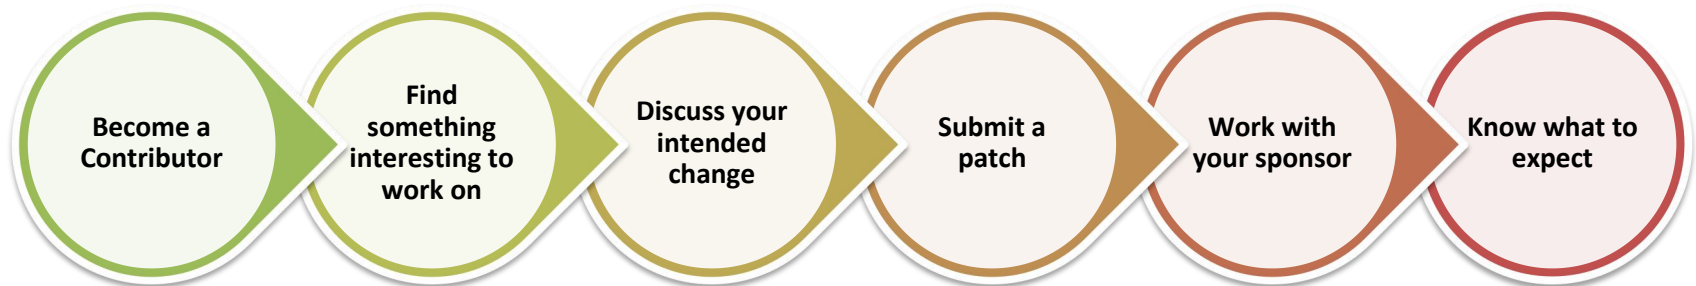 Become a
Contributor
Find
something
interesting to
work on
Discuss your
intended
change
Submit a
patch
Work with
your sponsor
Know what to
expect